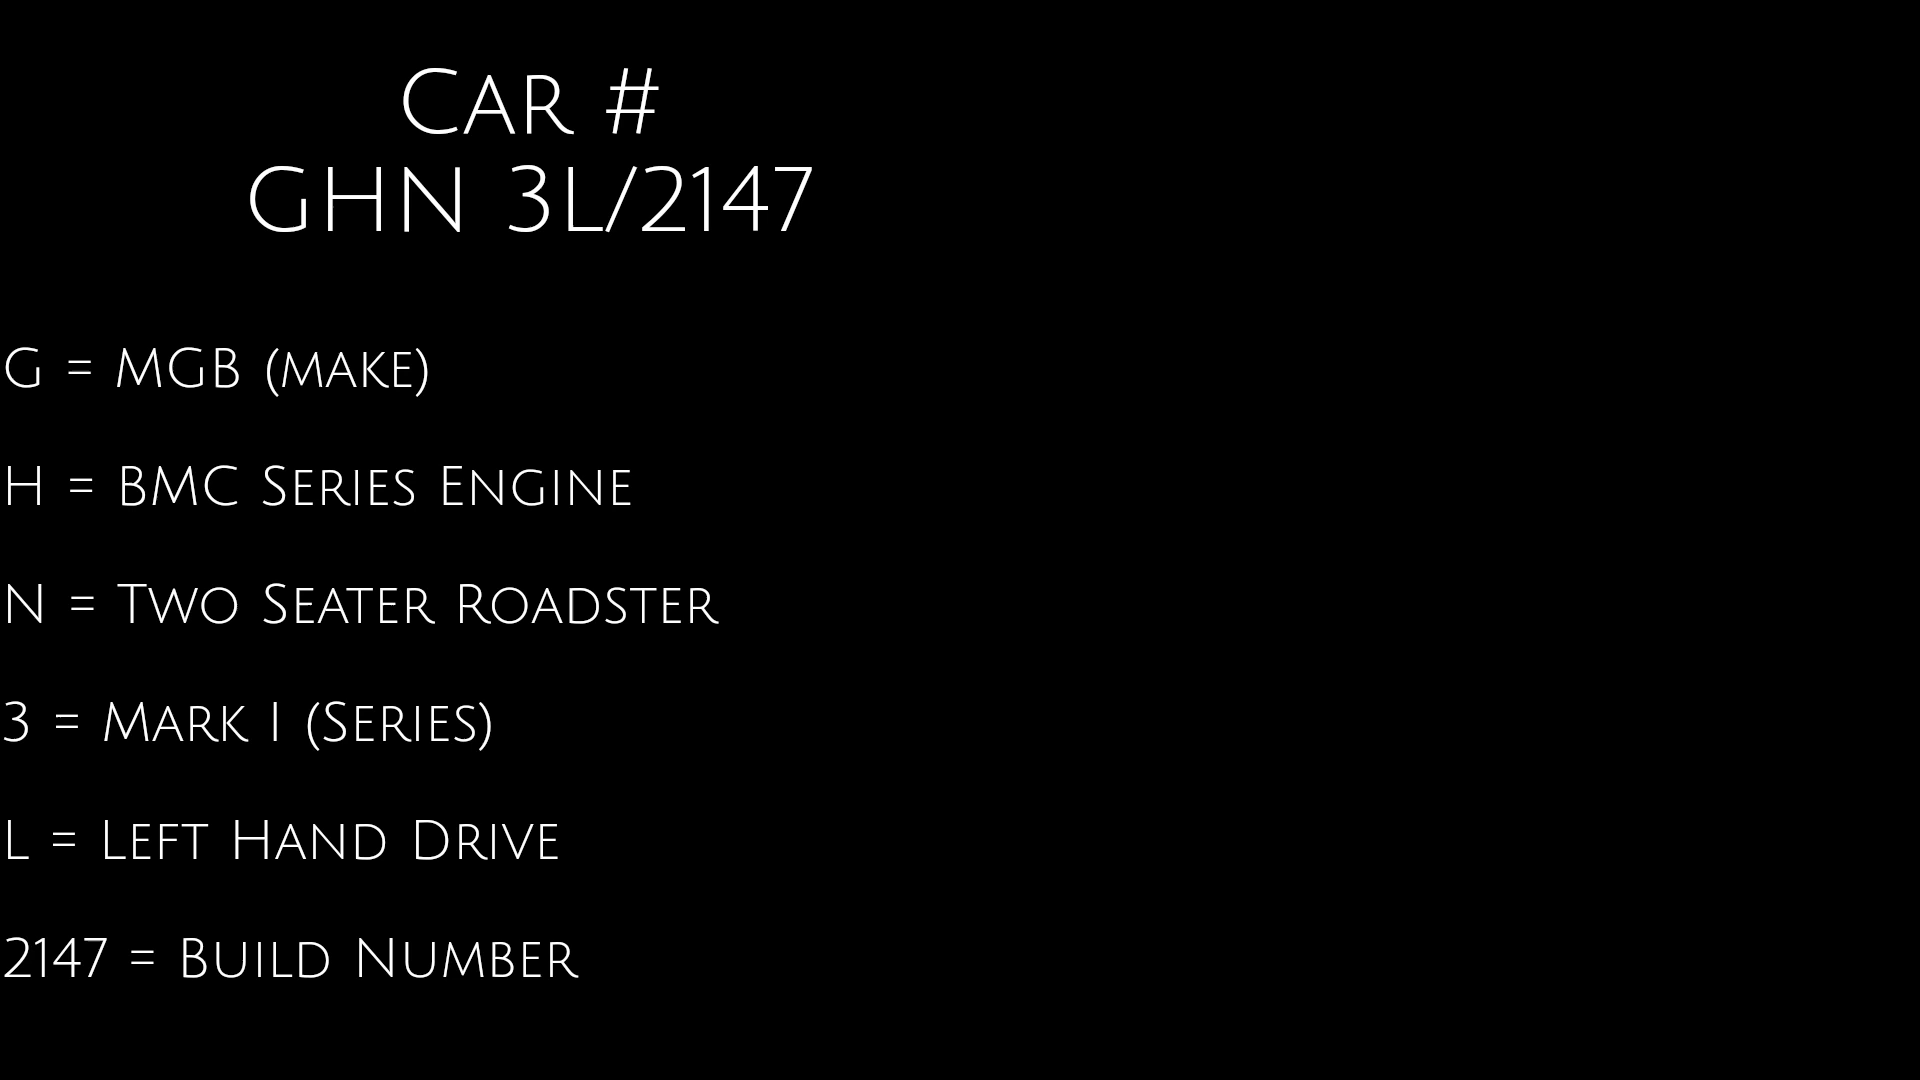 Car #
GHN 3L/2147
G = MGB (make)
H = BMC Series Engine
N = Two Seater Roadster
3 = Mark I (Series)
L = Left Hand Drive
2147 = Build Number